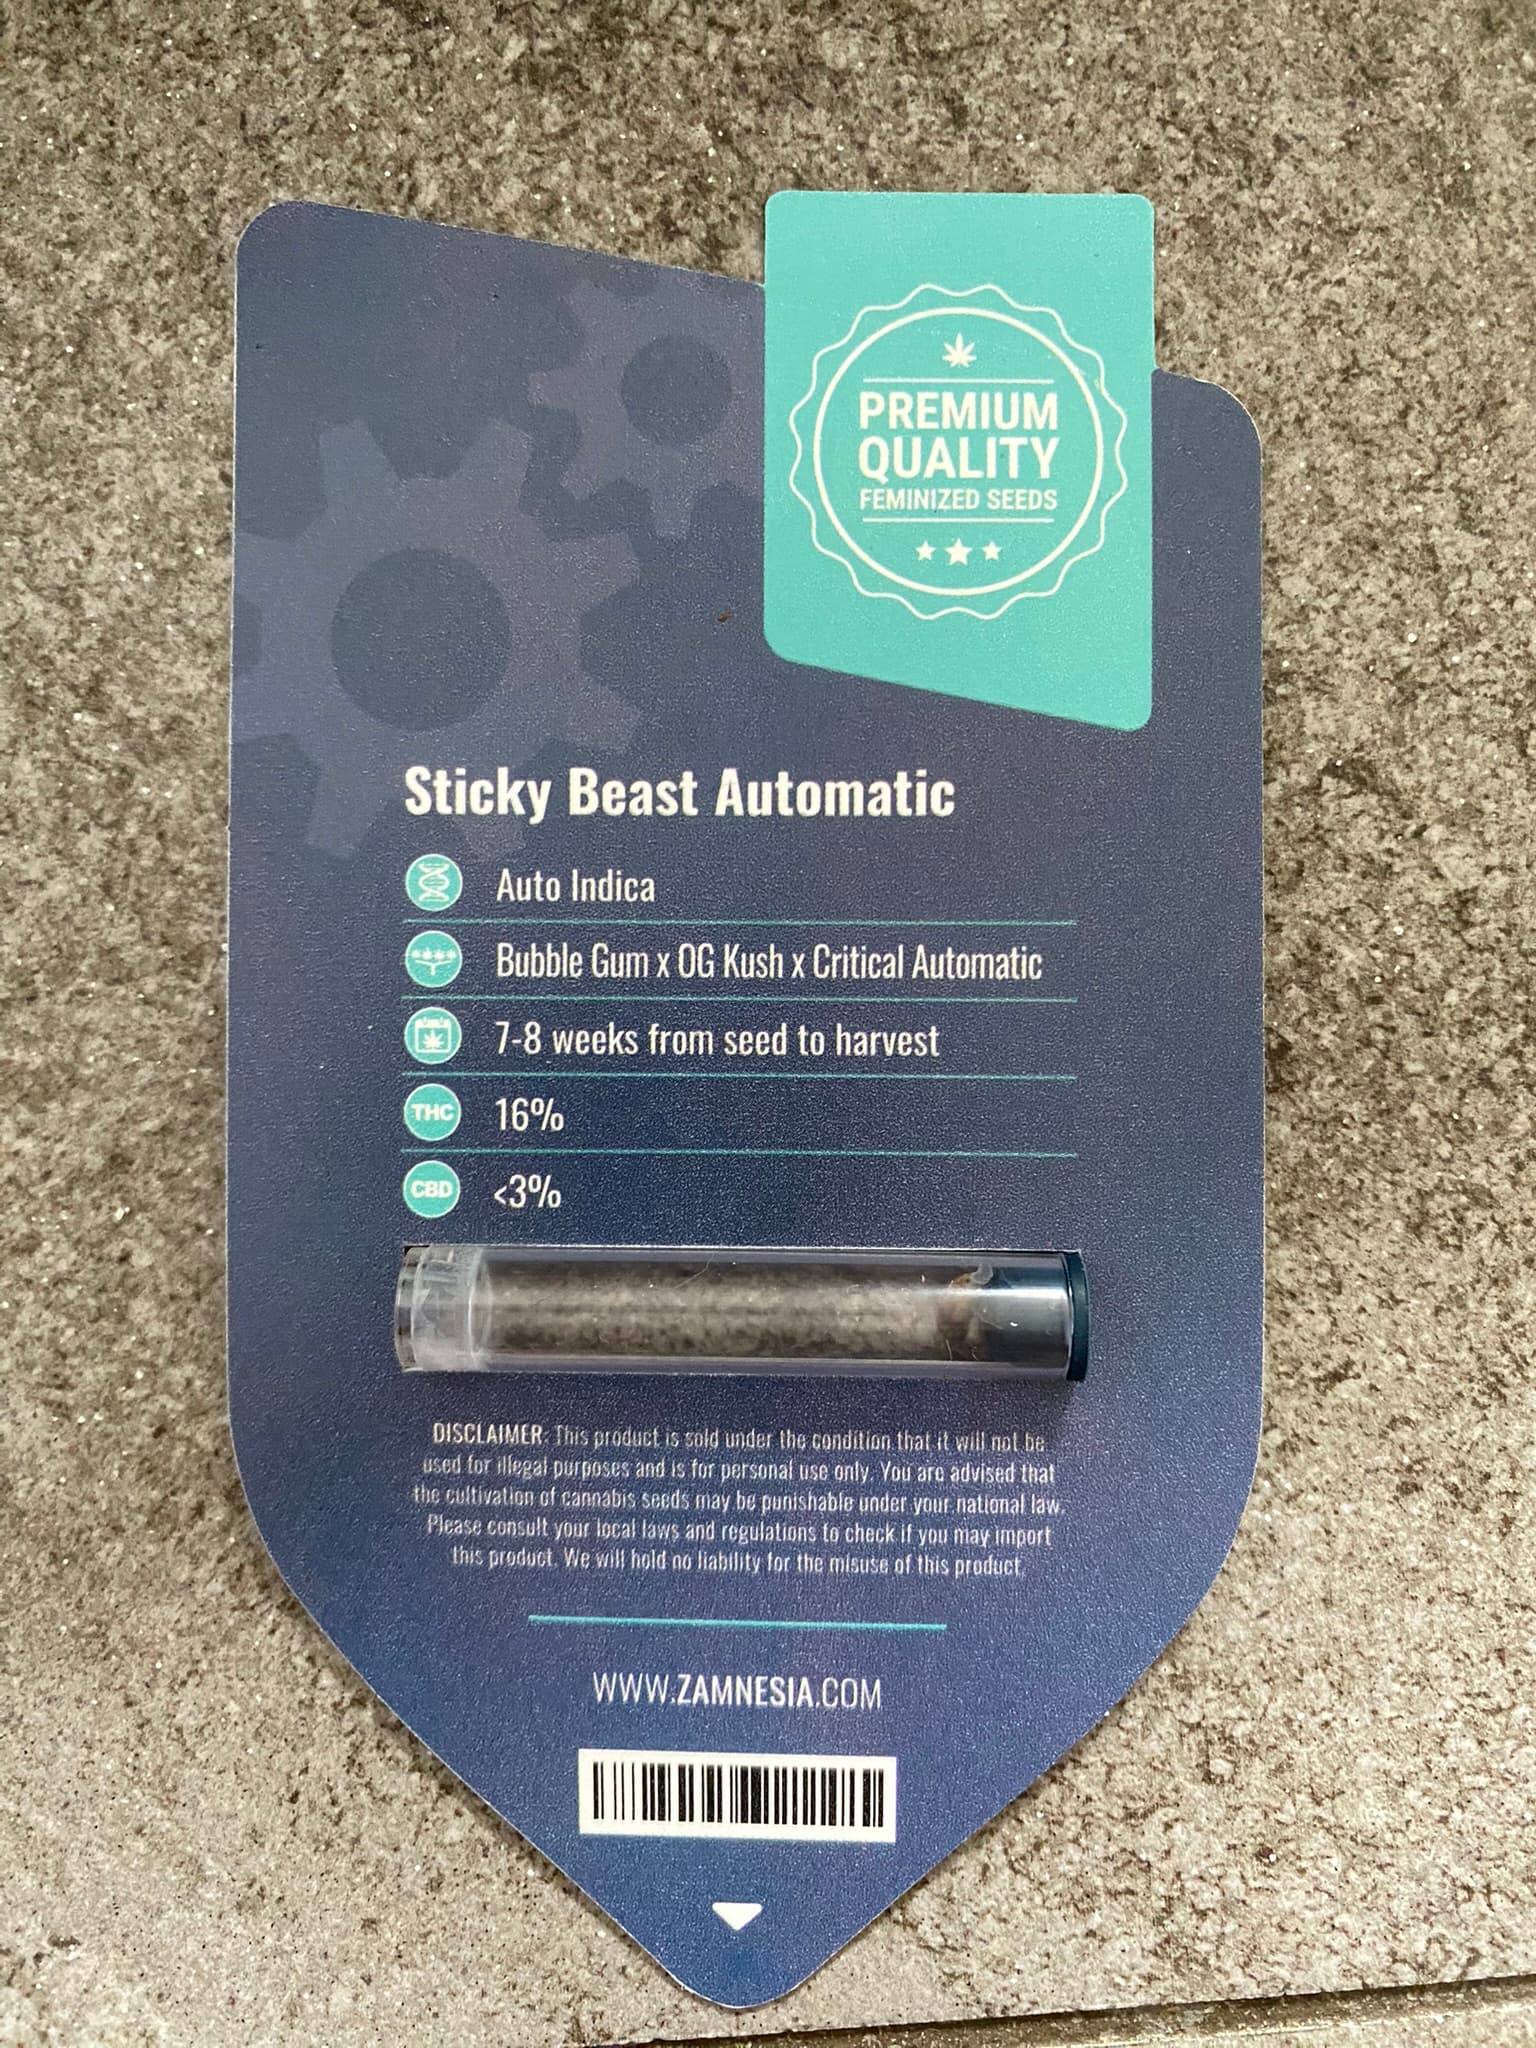 PREMIUM
QUALITY
FEMINIZED SEEDS
Sticky Beast Automatic
Auto Indica
Bubble Gum x OG Kush x Critical Automatic
7-8 weeks from seed to harvest
THC 16%
CBD <3%
DISCLAIMER: This product is sold under the condition that it will not be
used for illegal purposes and is for personal use only. You are advised that
the cultivation of cannabis seeds may be punishable under your national law.
Please consult your local laws and regulations to check if you may import
this product. We will hold no liability for the misuse of this product.
WWW.ZAMNESIA.COM